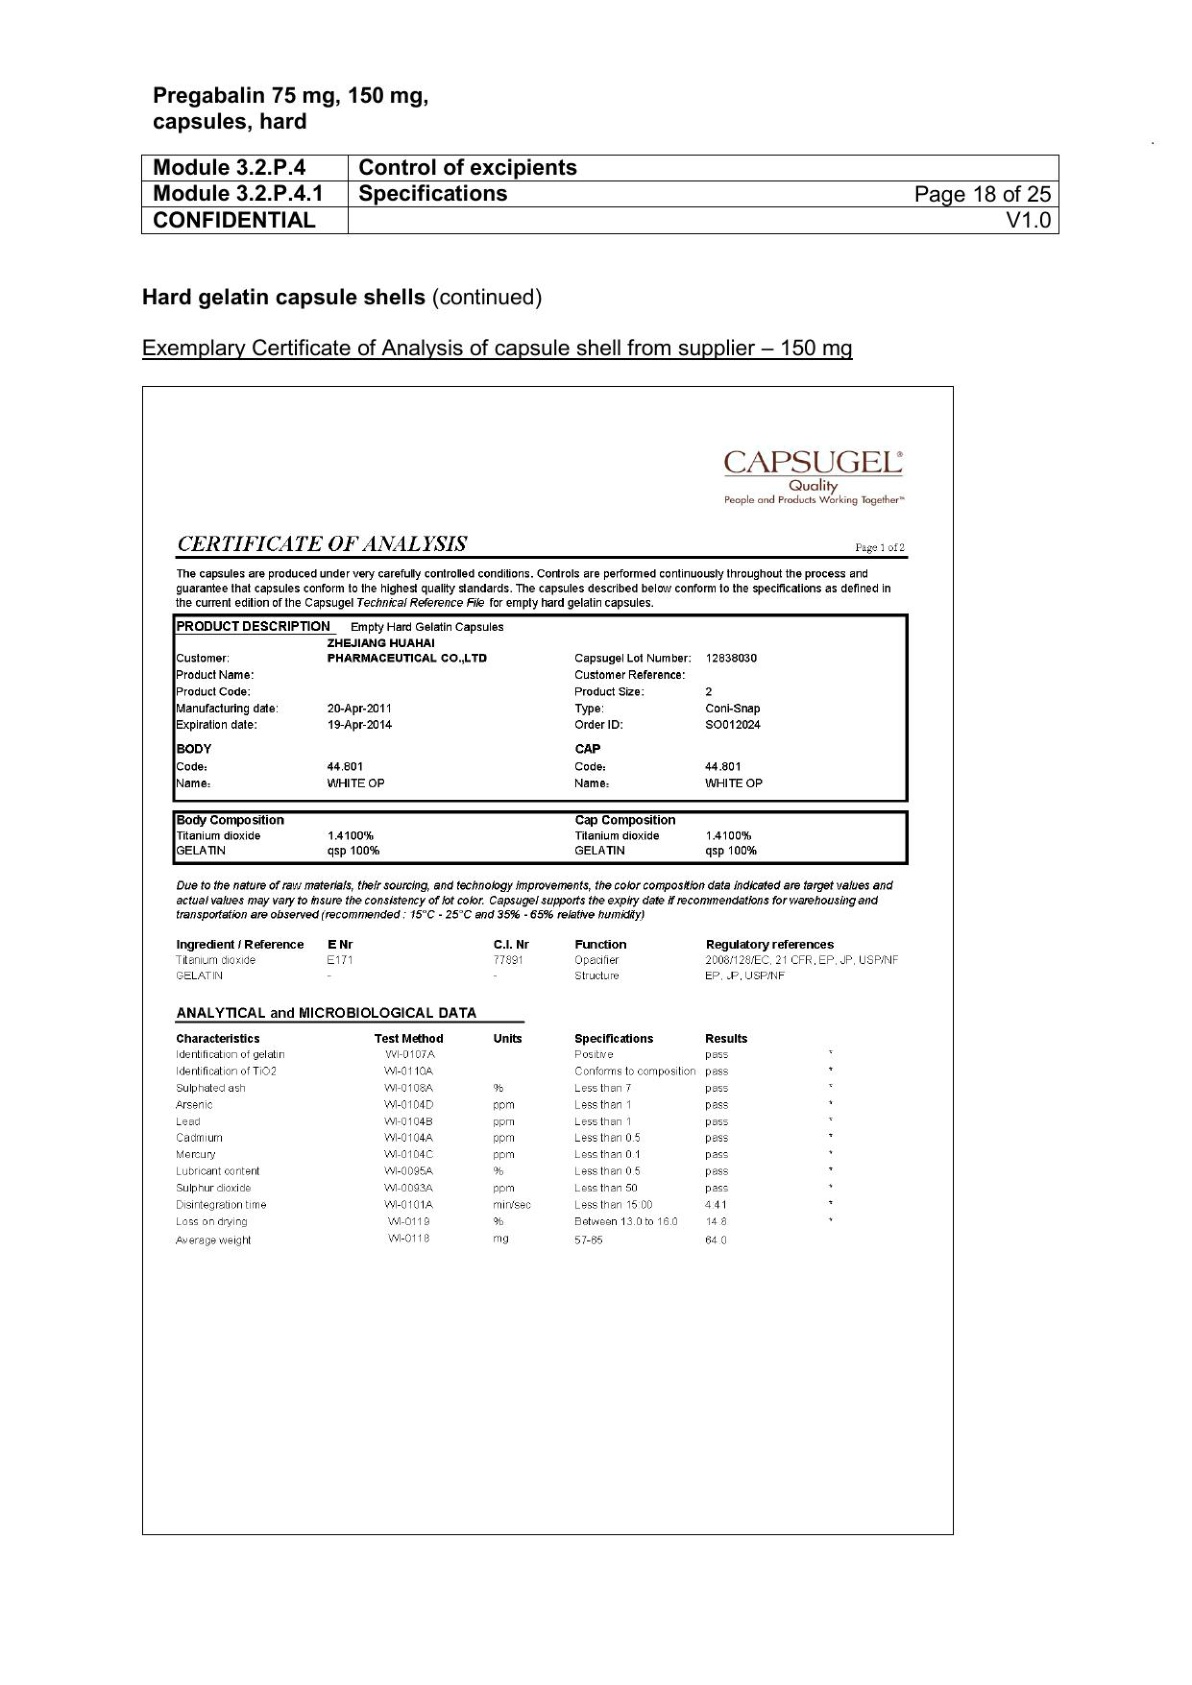 Pregabalin 75 mg, 150 mg,
capsules, hard
Module 3.2.P.4 Control of excipients
Module 3.2.P.4.1 Specifications Page 18 of 25
CONFIDENTIAL V1.0
Hard gelatin capsule shells (continued)
Exemplary Certificate of Analysis of capsule shell from supplier – 150 mg
CAPSUGEL®
Quality
People and Products Working Together™
CERTIFICATE OF ANALYSIS Page 1 of 2
The capsules are produced under very carefully controlled conditions. Controls are performed continuously throughout the process and
guarantee that capsules conform to the highest quality standards. The capsules described below conform to the specifications as defined in
the current edition of the Capsugel Technical Reference File for empty hard gelatin capsules.
PRODUCT DESCRIPTION Empty Hard Gelatin Capsules
ZHEJIANG HUAHAI
Customer: PHARMACEUTICAL CO.,LTD Capsugel Lot Number: 12838030
Product Name: Customer Reference:
Product Code: Product Size: 2
Manufacturing date: 20-Apr-2011 Type: Coni-Snap
Expiration date: 19-Apr-2014 Order ID: SO012024
BODY CAP
Code: 44.801 Code: 44.801
Name: WHITE OP Name: WHITE OP
Body Composition Cap Composition
Titanium dioxide 1.4100% Titanium dioxide 1.4100%
GELATIN qsp 100% GELATIN qsp 100%
Due to the nature of raw materials, their sourcing, and technology improvements, the color composition data indicated are target values and
actual values may vary to insure the consistency of lot color. Capsugel supports the expiry date if recommendations for warehousing and
transportation are observed (recommended : 15°C - 25°C and 35% - 65% relative humidity)
Ingredient / Reference E Nr C.I. Nr Function Regulatory references
Titanium dioxide E171 77891 Opacifier 2008/128/EC, 21 CFR, EP, JP, USP/NF
GELATIN - - Structure EP, JP, USP/NF
ANALYTICAL and MICROBIOLOGICAL DATA
Characteristics Test Method Units Specifications Results
Identification of gelatin WI-0107A Positive pass *
Identification of TiO2 WI-0110A Conforms to composition pass *
Sulphated ash WI-0108A % Less than 7 pass *
Arsenic WI-0104D ppm Less than 1 pass *
Lead WI-0104B ppm Less than 1 pass *
Cadmium WI-0104A ppm Less than 0.5 pass *
Mercury WI-0104C ppm Less than 0.1 pass *
Lubricant content WI-0095A % Less than 0.5 pass *
Sulphur dioxide WI-0093A ppm Less than 50 pass *
Disintegration time WI-0101A min/sec Less than 15:00 4:41 *
Loss on drying WI-0119 % Between 13.0 to 16.0 14.8 *
Average weight WI-0118 mg 57-65 64.0